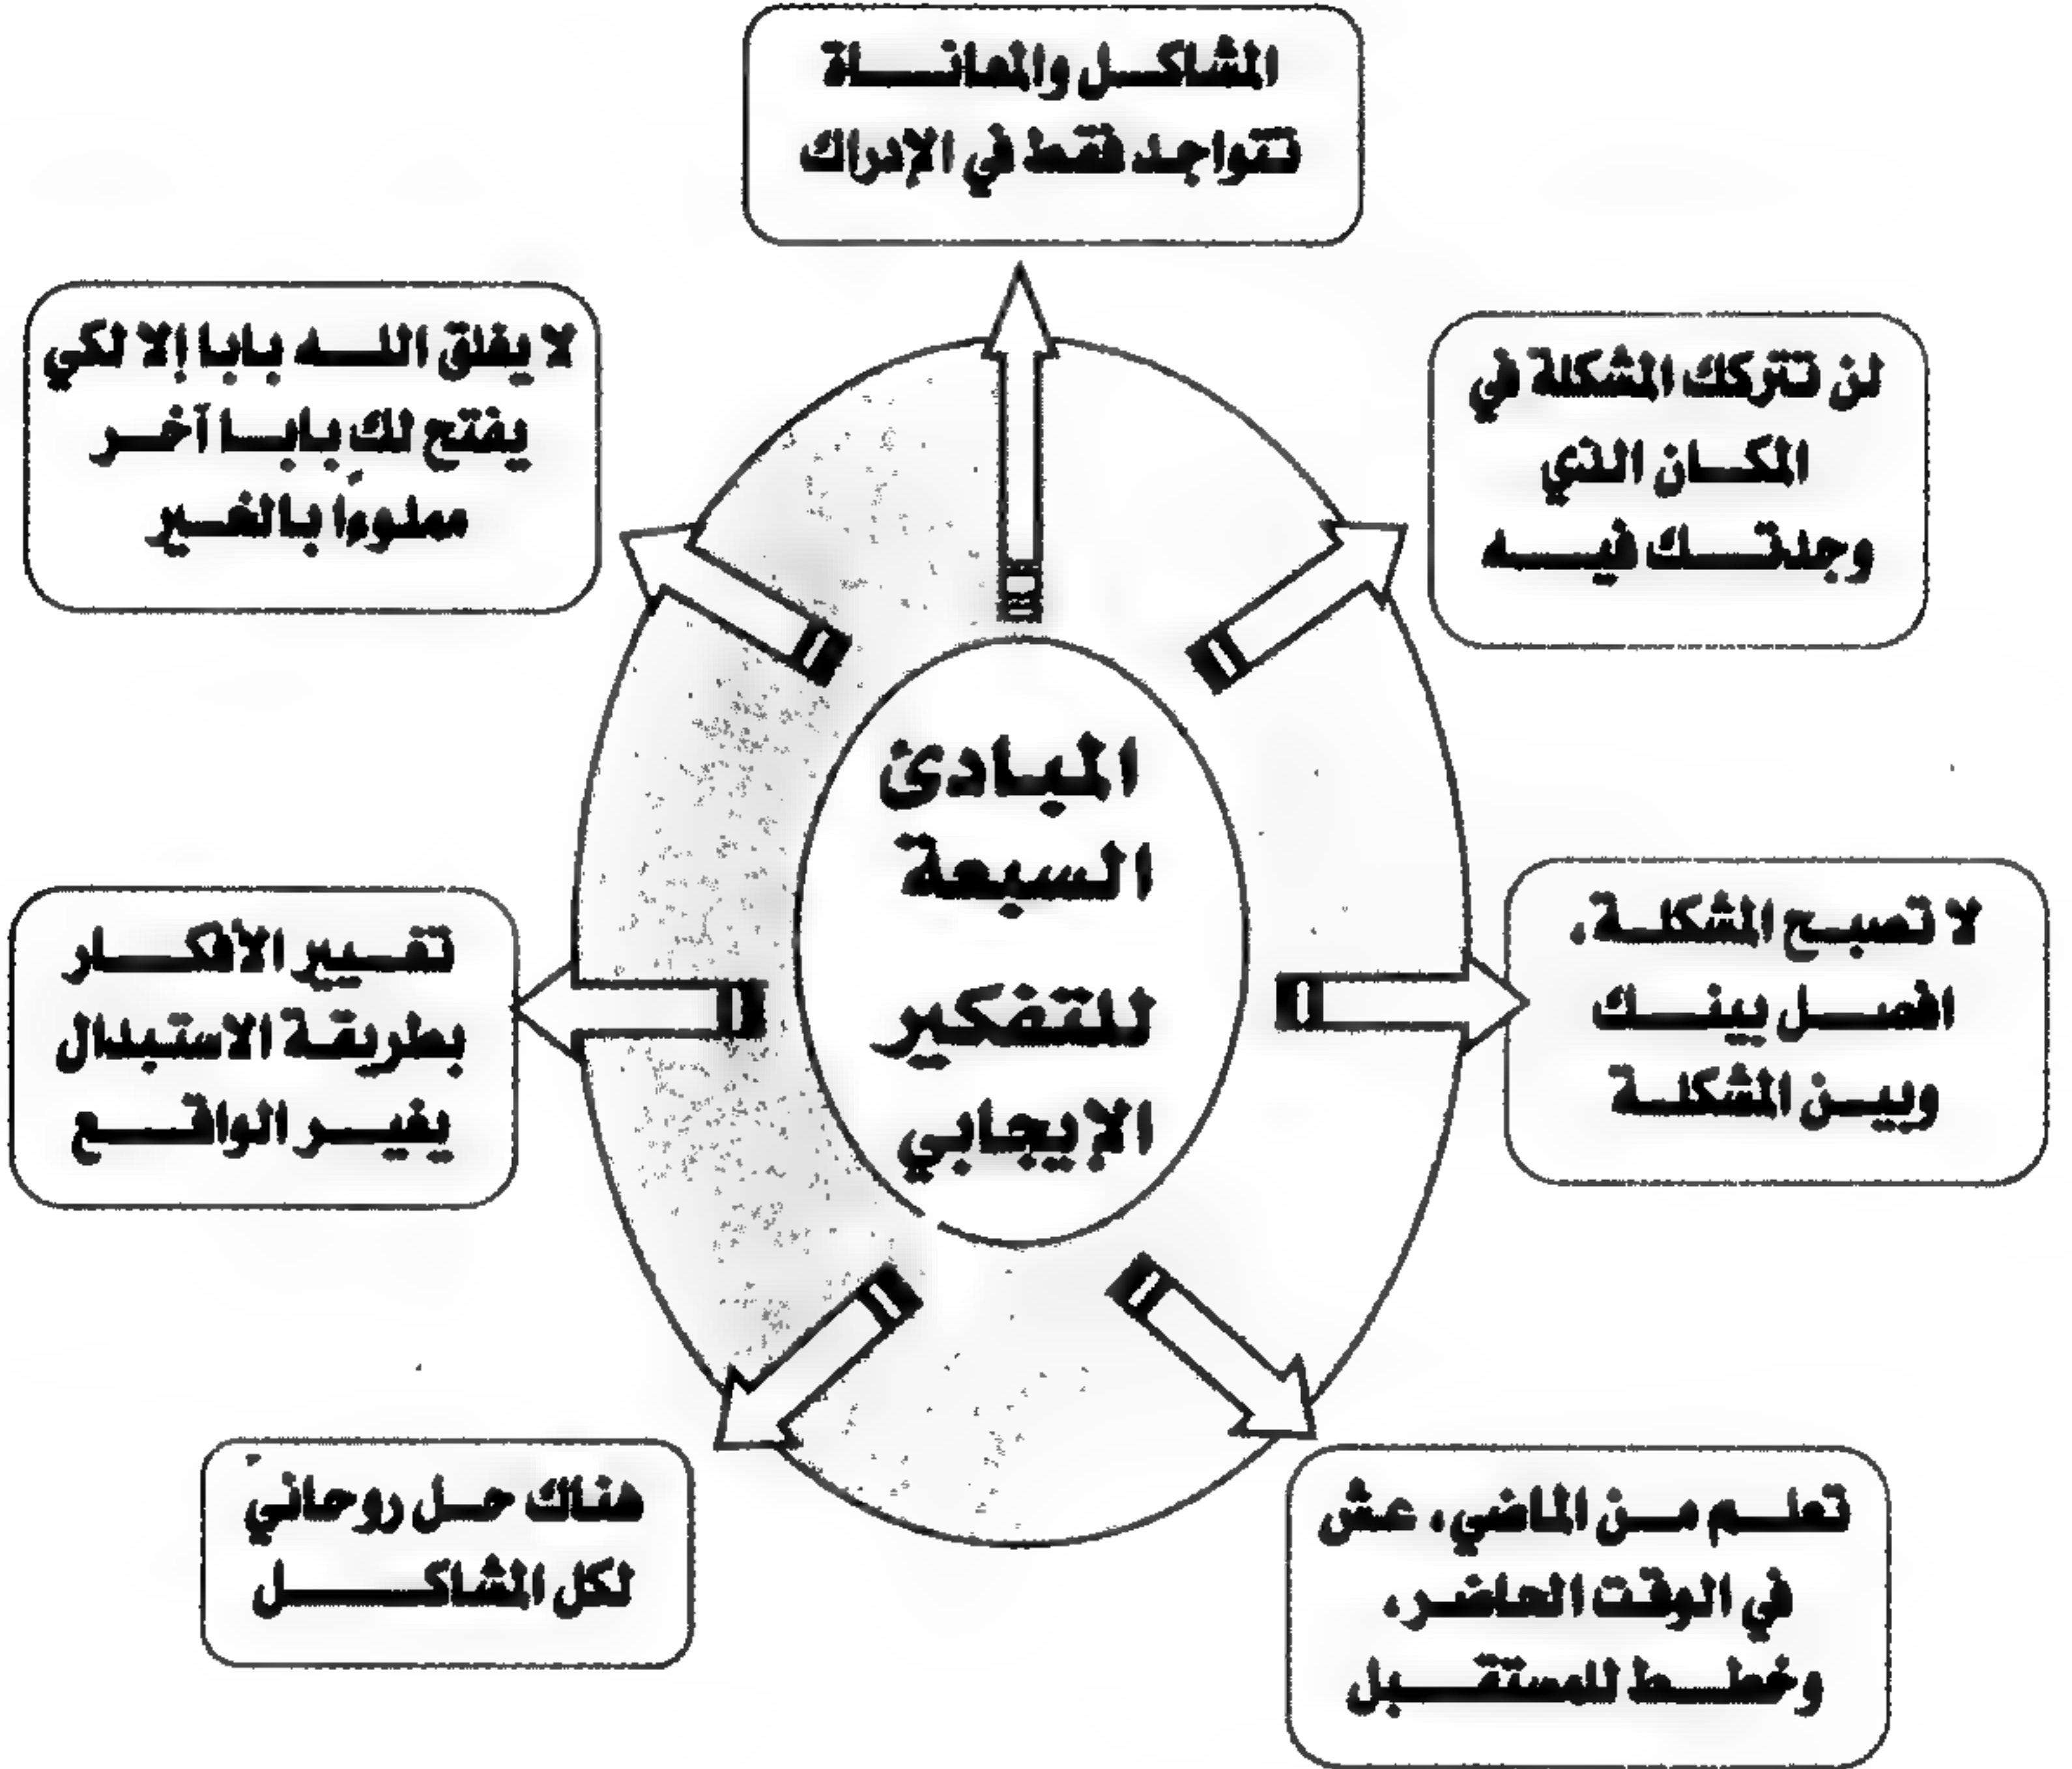 المشاكل والمعاناة
تتواجد فقط في الإدراك
لن تتركك المشكلة في
المكان الذي
وجدتك فيه
لا تصبح المشكلة،
افصل بينك
وبين المشكلة
تعلم من الماضي، عش
في الوقت الحاضر،
وخطط للمستقبل
هناك حل روحانيّ
لكل المشاكل
تغيير الأفكار
بطريقة الاستبدال
يغير الواقع
لا يغلق الله بابا إلا لكي
يفتح لك بابا آخر
مملوءاً بالخير
المبادئ
السبعة
للتفكير
الإيجابي